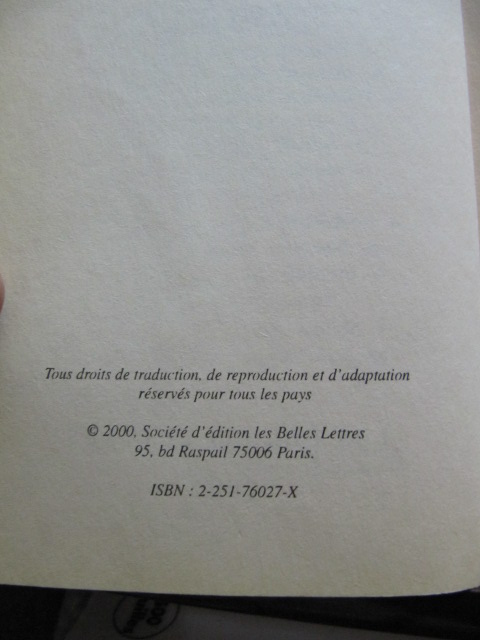 Tous droits de traduction, de reproduction et d'adaptation
réservés pour tous les pays
© 2000, Société d'édition les Belles Lettres
95, bd Raspail 75006 Paris.
ISBN : 2-251-76027-X